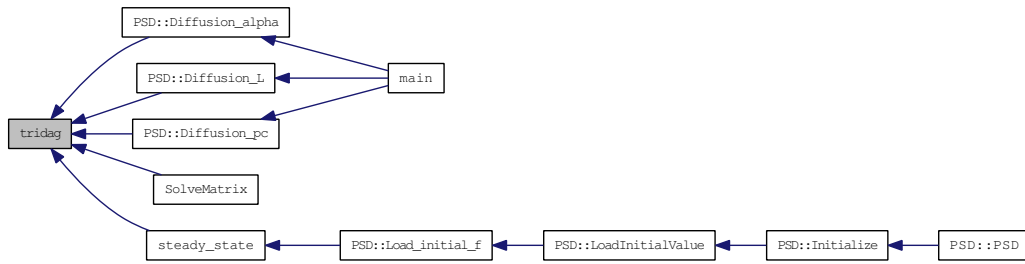 PSD::Diffusion_alpha
PSD::Diffusion_L
main
tridag
PSD::Diffusion_pc
SolveMatrix
steady_state
PSD::Load_initial_f
PSD::LoadInitialValue
PSD::Initialize
PSD::PSD